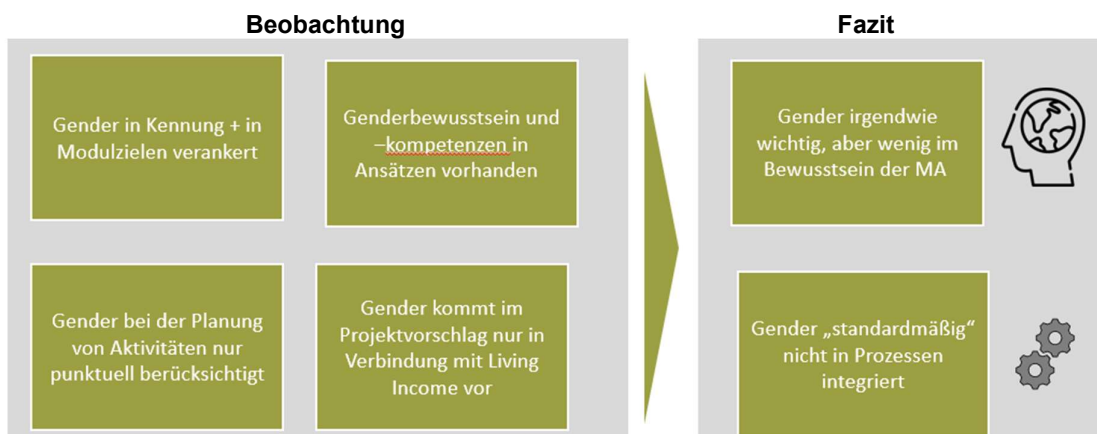 Beobachtung
Gender in Kennung + in
Modulzielen verankert
Genderbewusstsein und
–kompetenzen in
Ansätzen vorhanden
Gender bei der Planung
von Aktivitäten nur
punktuell berücksichtigt
Gender kommt im
Projektvorschlag nur in
Verbindung mit Living
Income vor
Fazit
Gender irgendwie
wichtig, aber wenig im
Bewusstsein der MA
Gender „standardmäßig“
nicht in Prozessen
integriert